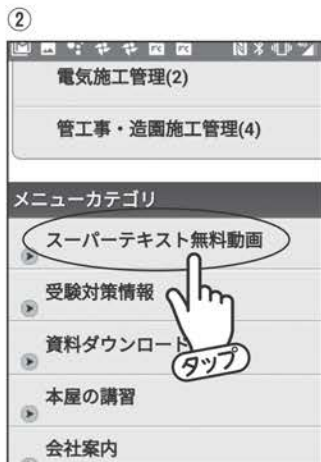 ②
電気施工管理(2)
管工事・造園施工管理(4)
メニューカテゴリ
スーパーテキスト無料動画
受験対策情報
資料ダウンロード
タップ
本屋の講習
会社案内